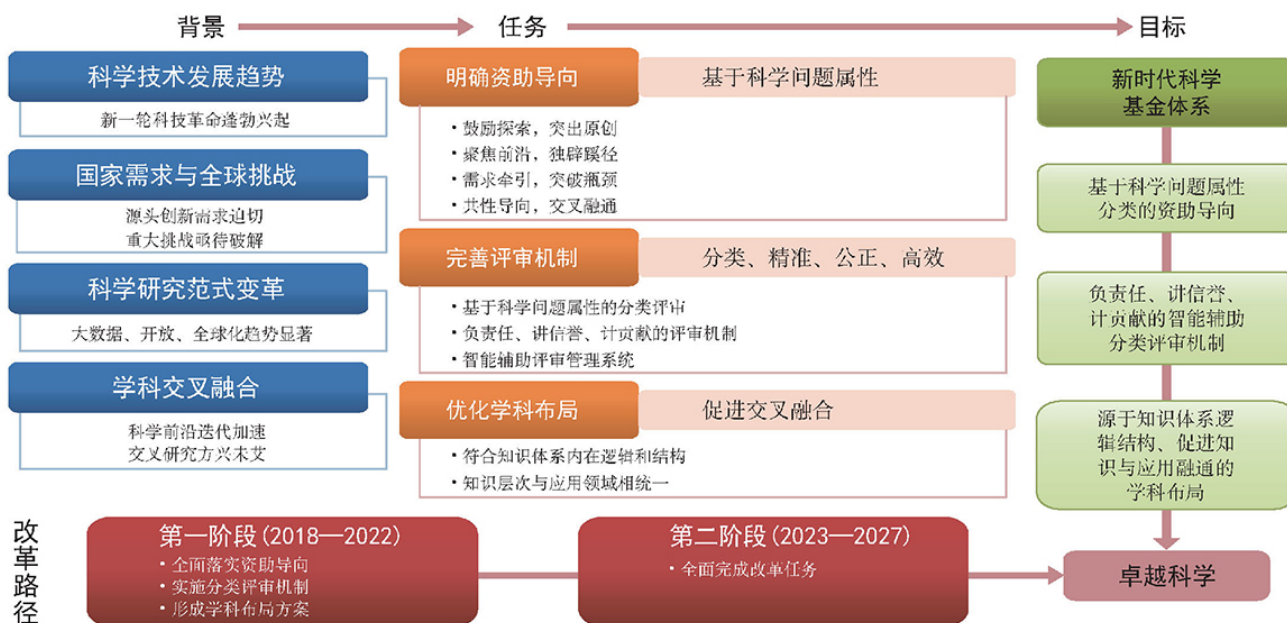 背景
任务
目标
科学技术发展趋势
新一轮科技革命蓬勃兴起
国家需求与全球挑战
源头创新需求迫切
重大挑战亟待破解
科学研究范式变革
大数据、开放、全球化趋势显著
学科交叉融合
科学前沿迭代加速
交叉研究方兴未艾
明确资助导向
基于科学问题属性
・鼓励探索，突出原创
・聚焦前沿，独辟蹊径
・需求牵引，突破瓶颈
・共性导向，交叉融通
完善评审机制
分类、精准、公正、高效
・基于科学问题属性的分类评审
・负责任、讲信誉、计贡献的评审机制
・智能辅助评审管理系统
优化学科布局
促进交叉融合
・符合知识体系内在逻辑和结构
・知识层次与应用领域相统一
新时代科学
基金体系
基于科学问题属性
分类的资助导向
负责任、讲信誉、
计贡献的智能辅助
分类评审机制
源于知识体系逻
辑结构、促进知
识与应用融通的
学科布局
改革路径
第一阶段(2018—2022)
・全面落实资助导向
・实施分类评审机制
・形成学科布局方案
第二阶段(2023—2027)
・全面完成改革任务
卓越科学